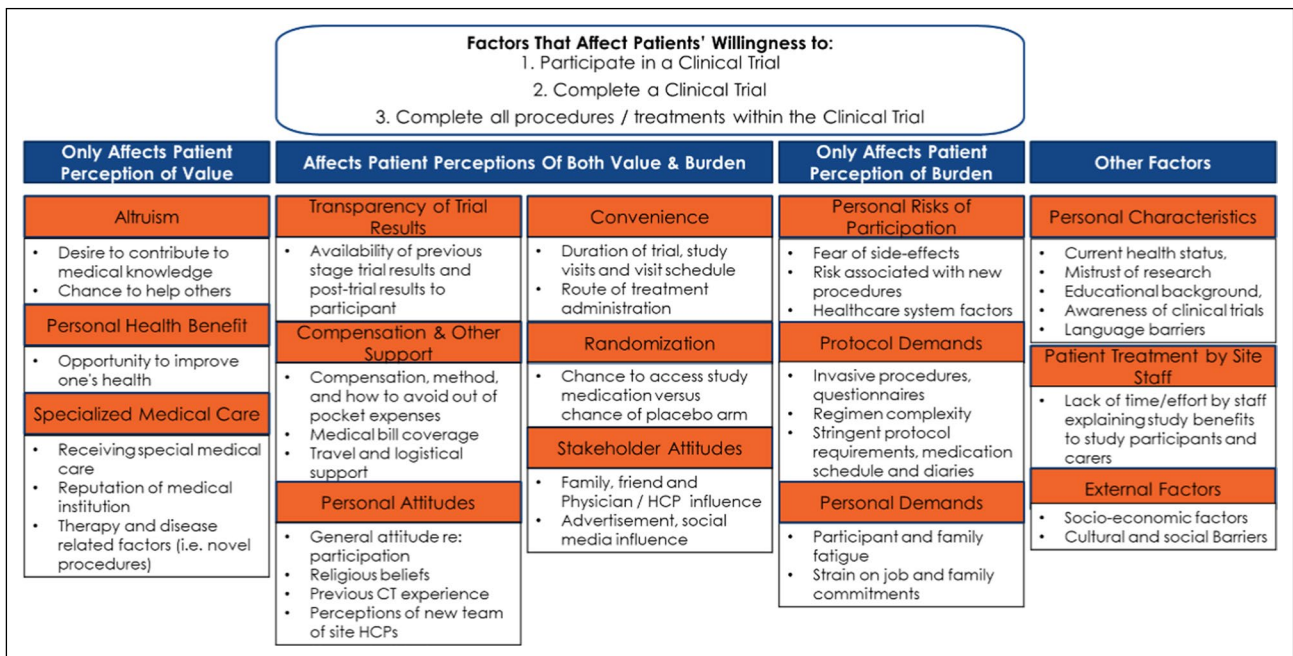 Factors That Affect Patients' Willingness to:
1. Participate in a Clinical Trial
2. Complete a Clinical Trial
3. Complete all procedures / treatments within the Clinical Trial
Only Affects Patient
Perception of Value
Altruism
• Desire to contribute to
medical knowledge
• Chance to help others
Personal Health Benefit
• Opportunity to improve
one's health
Specialized Medical Care
• Receiving special medical
care
• Reputation of medical
institution
• Therapy and disease
related factors (i.e. novel
procedures)
Affects Patient Perceptions Of Both Value & Burden
Transparency of Trial
Results
• Availability of previous
stage trial results and
post-trial results to
participant
Compensation & Other
Support
• Compensation, method,
and how to avoid out of
pocket expenses
• Medical bill coverage
• Travel and logistical
support
Personal Attitudes
• General attitude re:
participation
• Religious beliefs
• Previous CT experience
• Perceptions of new team
of site HCPs
Convenience
• Duration of trial, study
visits and visit schedule
• Route of treatment
administration
Randomization
• Chance to access study
medication versus
chance of placebo arm
Stakeholder Attitudes
• Family, friend and
Physician / HCP influence
• Advertisement, social
media influence
Only Affects Patient
Perception of Burden
Personal Risks of
Participation
• Fear of side-effects
• Risk associated with new
procedures
• Healthcare system factors
Protocol Demands
• Invasive procedures,
questionnaires
• Regimen complexity
• Stringent protocol
requirements, medication
schedule and diaries
Personal Demands
• Participant and family
fatigue
• Strain on job and family
commitments
Other Factors
Personal Characteristics
• Current health status,
• Mistrust of research
• Educational background,
• Awareness of clinical trials
• Language barriers
Patient Treatment by Site
Staff
• Lack of time/effort by staff
explaining study benefits
to study participants and
carers
External Factors
• Socio-economic factors
• Cultural and social Barriers